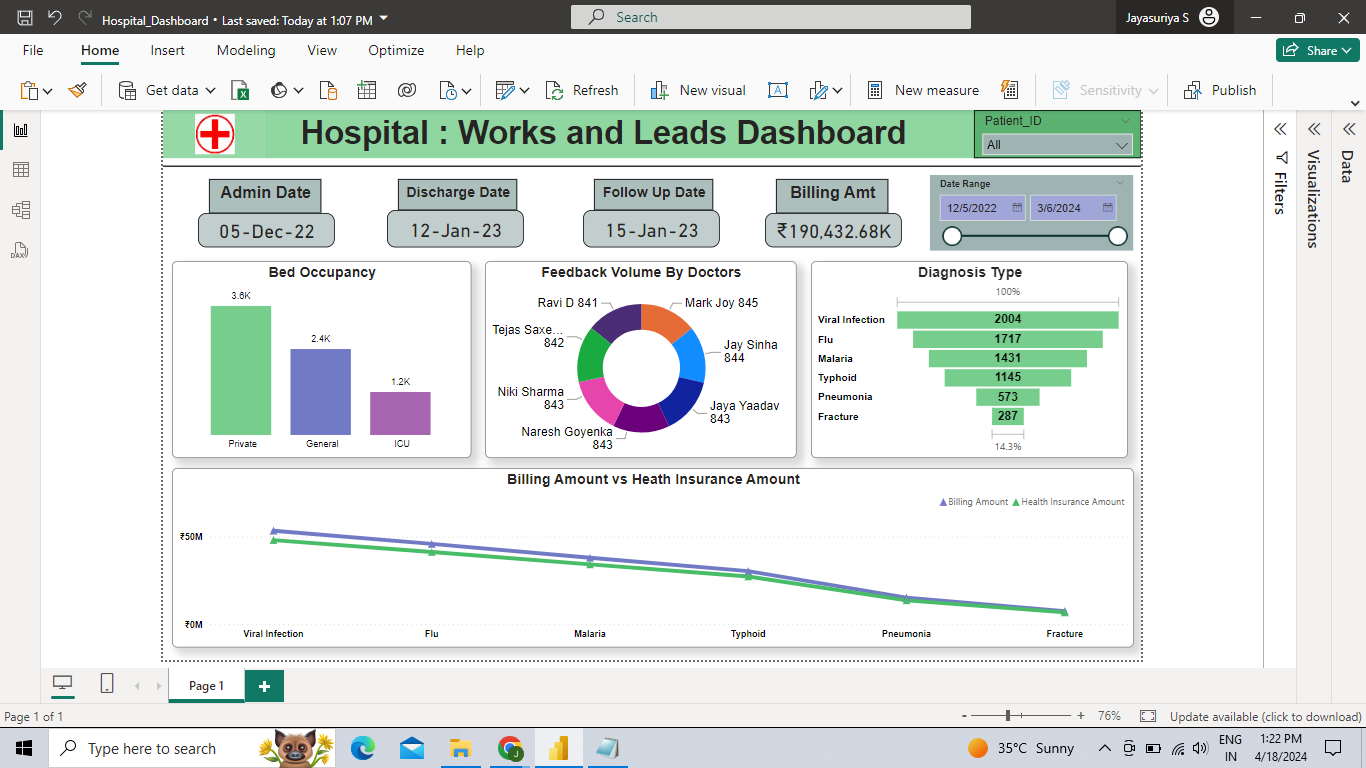 Hospital_Dashboard • Last saved: Today at 1:07 PM
Search
Jayasuriya S
File
Home
Insert
Modeling
View
Optimize
Help
Share
Get data
Refresh
New visual
New measure
Sensitivity
Publish
Hospital : Works and Leads Dashboard
Patient_ID
All
Admin Date
05-Dec-22
Discharge Date
12-Jan-23
Follow Up Date
15-Jan-23
Billing Amt
₹190,432.68K
Date Range
12/5/2022
3/6/2024
Filters
Visualizations
Data
DAX
Bed Occupancy
3.6K
2.4K
1.2K
Private
General
ICU
Feedback Volume By Doctors
Ravi D 841
Mark Joy 845
Tejas Saxe...
842
Jay Sinha
844
Niki Sharma
843
Jaya Yaadav
843
Naresh Goyenka
843
Diagnosis Type
100%
Viral Infection 2004
Flu 1717
Malaria 1431
Typhoid 1145
Pneumonia 573
Fracture 287
14.3%
Billing Amount vs Heath Insurance Amount
Billing Amount Health Insurance Amount
₹50M
₹0M
Viral Infection
Flu
Malaria
Typhoid
Pneumonia
Fracture
Page 1
Page 1 of 1
- + 76%
Update available (click to download)
Type here to search
35°C Sunny
ENG
IN
1:22 PM
4/18/2024